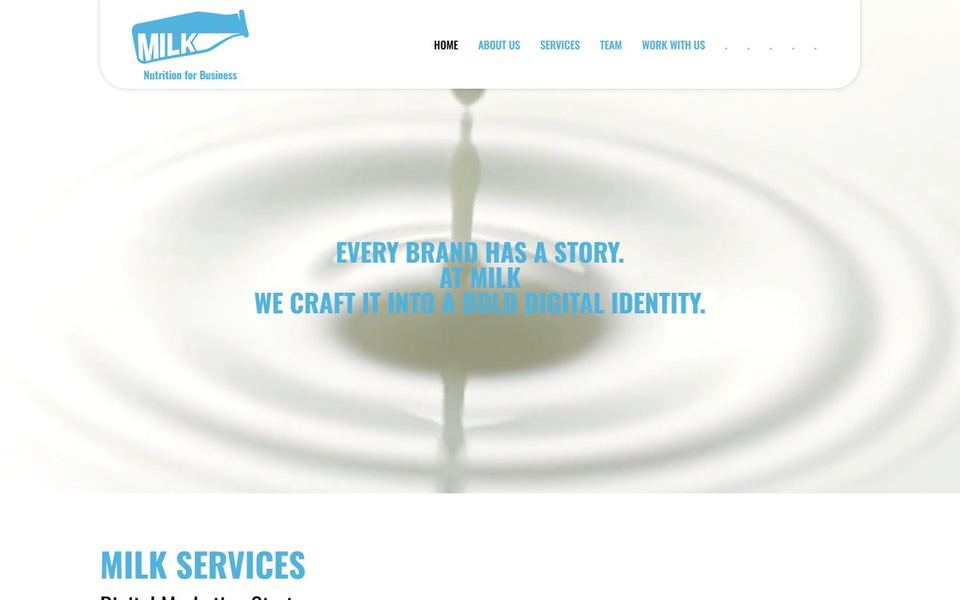 MILK
Nutrition for Business
HOME ABOUT US SERVICES TEAM WORK WITH US . . . . .
EVERY BRAND HAS A STORY.
AT MILK
WE CRAFT IT INTO A BOLD DIGITAL IDENTITY.
MILK SERVICES